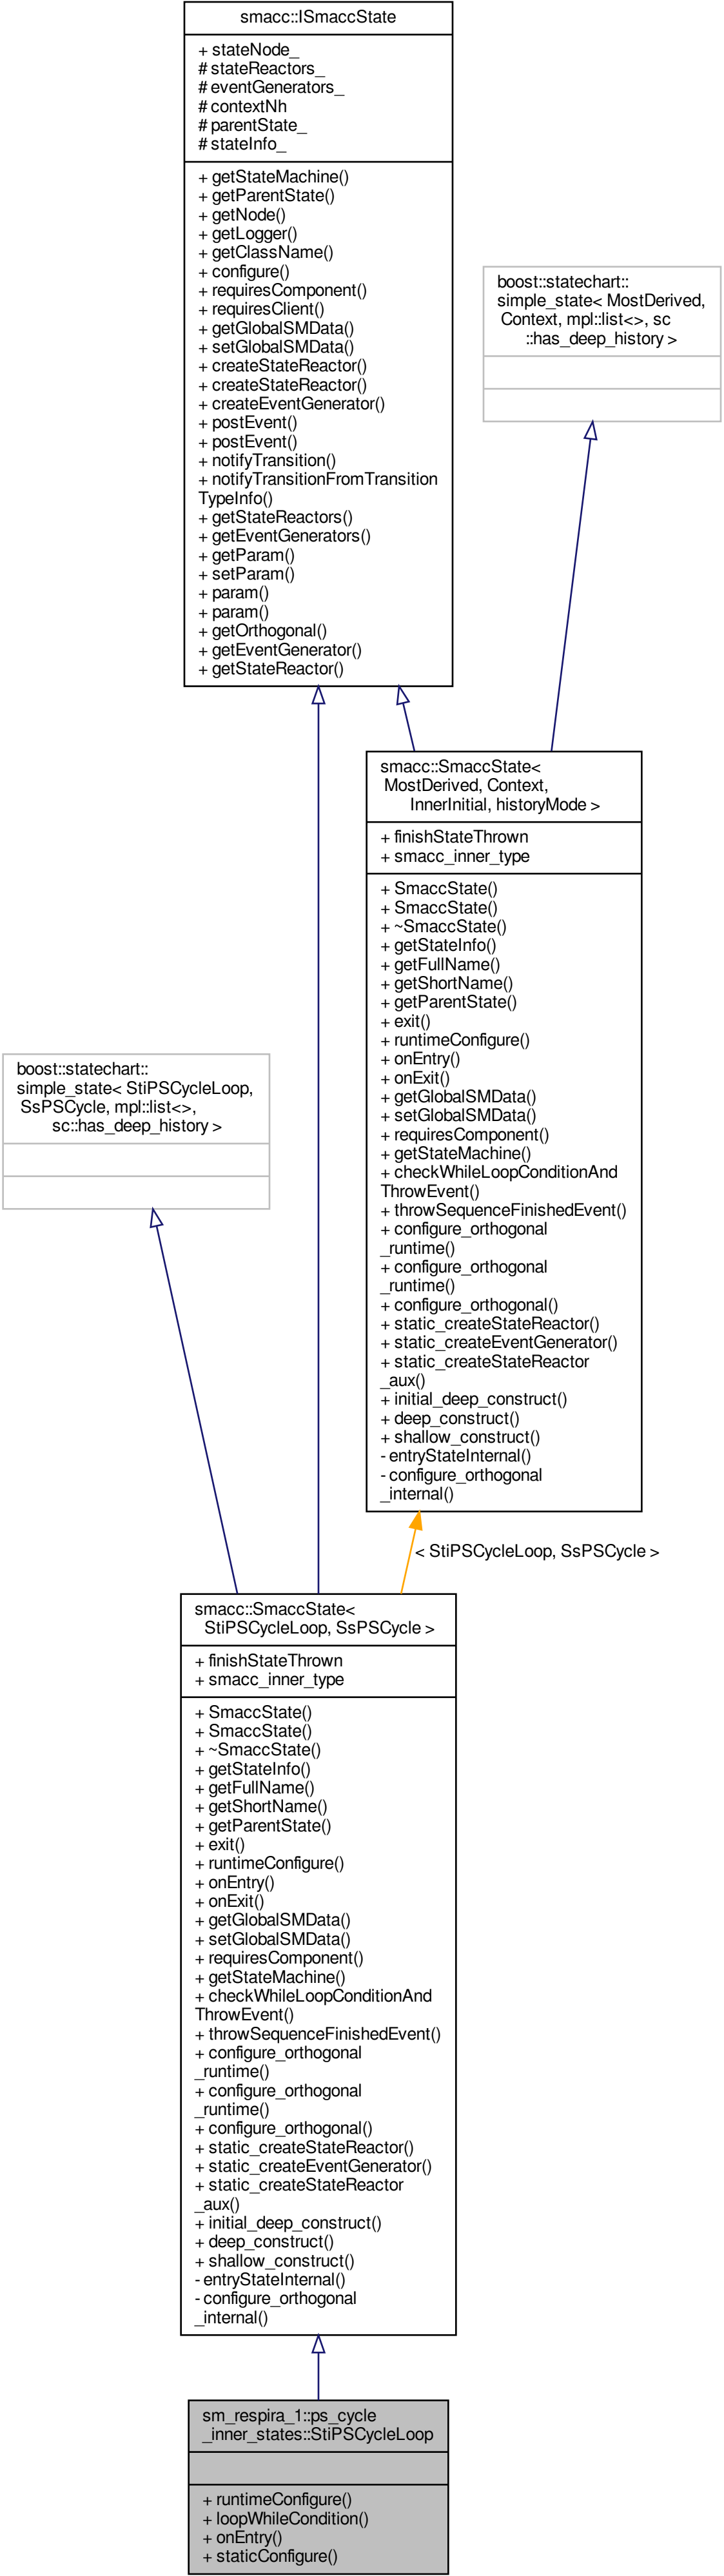 smacc::ISmaccState
+ stateNode_
# stateReactors_
# eventGenerators_
# contextNh
# parentState_
# stateInfo_
+ getStateMachine()
+ getParentState()
+ getNode()
+ getLogger()
+ getClassName()
+ configure()
+ requiresComponent()
+ requiresClient()
+ getGlobalSMData()
+ setGlobalSMData()
+ createStateReactor()
+ createStateReactor()
+ createEventGenerator()
+ postEvent()
+ postEvent()
+ notifyTransition()
+ notifyTransitionFromTransition
TypeInfo()
+ getStateReactors()
+ getEventGenerators()
+ getParam()
+ setParam()
+ param()
+ param()
+ getOrthogonal()
+ getEventGenerator()
+ getStateReactor()
boost::statechart::
simple_state< MostDerived,
Context, mpl::list<>, sc
::has_deep_history >
smacc::SmaccState<
MostDerived, Context,
InnerInitial, historyMode >
+ finishStateThrown
+ smacc_inner_type
+ SmaccState()
+ SmaccState()
+ ~SmaccState()
+ getStateInfo()
+ getFullName()
+ getShortName()
+ getParentState()
+ exit()
+ runtimeConfigure()
+ onEntry()
+ onExit()
+ getGlobalSMData()
+ setGlobalSMData()
+ requiresComponent()
+ getStateMachine()
+ checkWhileLoopConditionAnd
ThrowEvent()
+ throwSequenceFinishedEvent()
+ configure_orthogonal
_runtime()
+ configure_orthogonal
_runtime()
+ configure_orthogonal()
+ static_createStateReactor()
+ static_createEventGenerator()
+ static_createStateReactor
_aux()
+ initial_deep_construct()
+ deep_construct()
+ shallow_construct()
- entryStateInternal()
- configure_orthogonal
_internal()
boost::statechart::
simple_state< StiPSCycleLoop,
SsPSCycle, mpl::list<>,
sc::has_deep_history >
< StiPSCycleLoop, SsPSCycle >
smacc::SmaccState<
StiPSCycleLoop, SsPSCycle >
+ finishStateThrown
+ smacc_inner_type
+ SmaccState()
+ SmaccState()
+ ~SmaccState()
+ getStateInfo()
+ getFullName()
+ getShortName()
+ getParentState()
+ exit()
+ runtimeConfigure()
+ onEntry()
+ onExit()
+ getGlobalSMData()
+ setGlobalSMData()
+ requiresComponent()
+ getStateMachine()
+ checkWhileLoopConditionAnd
ThrowEvent()
+ throwSequenceFinishedEvent()
+ configure_orthogonal
_runtime()
+ configure_orthogonal
_runtime()
+ configure_orthogonal()
+ static_createStateReactor()
+ static_createEventGenerator()
+ static_createStateReactor
_aux()
+ initial_deep_construct()
+ deep_construct()
+ shallow_construct()
- entryStateInternal()
- configure_orthogonal
_internal()
sm_respira_1::ps_cycle
_inner_states::StiPSCycleLoop
+ runtimeConfigure()
+ loopWhileCondition()
+ onEntry()
+ staticConfigure()